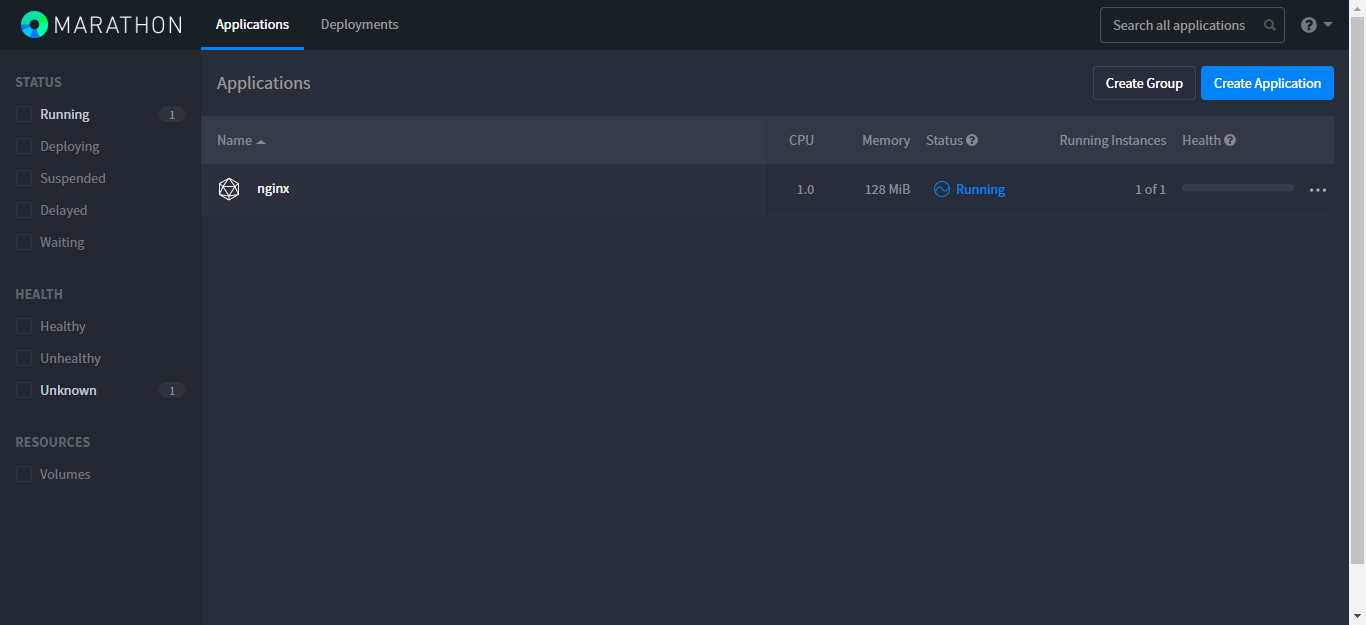 MARATHON
Applications
Deployments
Search all applications
STATUS
Running 1
Deploying
Suspended
Delayed
Waiting
HEALTH
Healthy
Unhealthy
Unknown 1
RESOURCES
Volumes
Applications
Create Group
Create Application
Name CPU Memory Status Running Instances Health
nginx 1.0 128 MiB Running 1 of 1